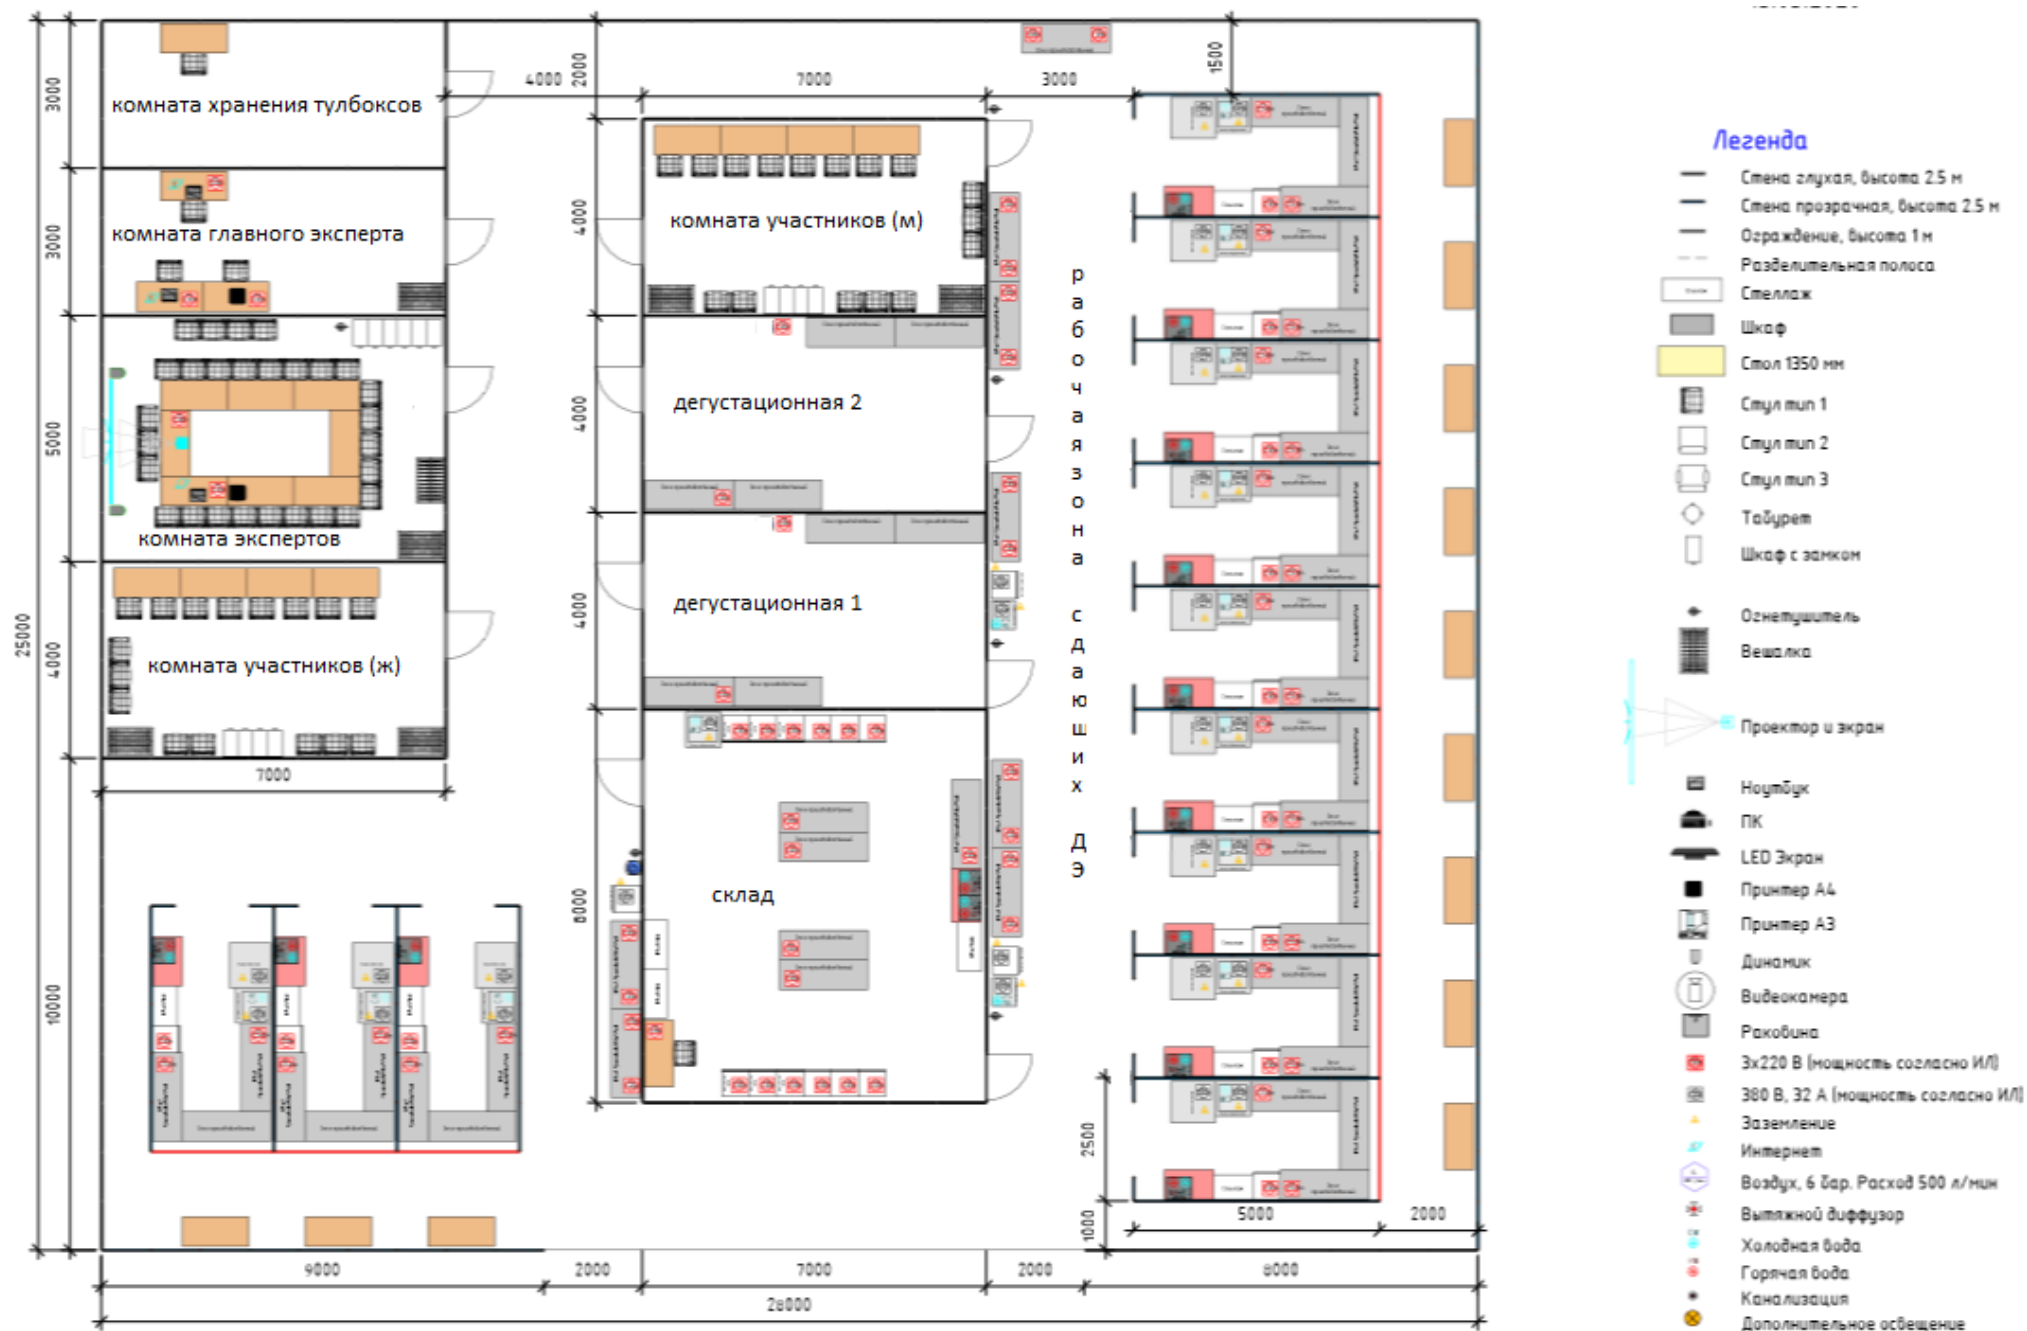 4000
2000
7000
3000
1500
3000
комната хранения тулбоксов
3000
комната главного эксперта
4000
комната участников (м)
5000
комната экспертов
4000
дегустационная 2
4000
дегустационная 1
25000
4000
комната участников (ж)
7000
рабочая зона сдающих ДЭ
8000
склад
10000
2500
1000
5000
2000
9000
2000
7000
2000
8000
28000
Легенда
Стена глухая, высота 2.5 м
Стена прозрачная, высота 2.5 м
Ограждение, высота 1 м
Разделительная полоса
Стеллаж
Шкаф
Стол 1350 мм
Стул тип 1
Стул тип 2
Стул тип 3
Табурет
Шкаф с замком
Огнетушитель
Вешалка
Проектор и экран
Ноутбук
ПК
LED Экран
Принтер А4
Принтер А3
Динамик
Видеокамера
Раковина
3х220 В (мощность согласно ИЛ)
380 В, 32 А (мощность согласно ИЛ)
Заземление
Интернет
Воздух, 6 бар. Расход 500 л/мин
Вытяжной диффузор
Холодная вода
Горячая вода
Канализация
Дополнительное освещение